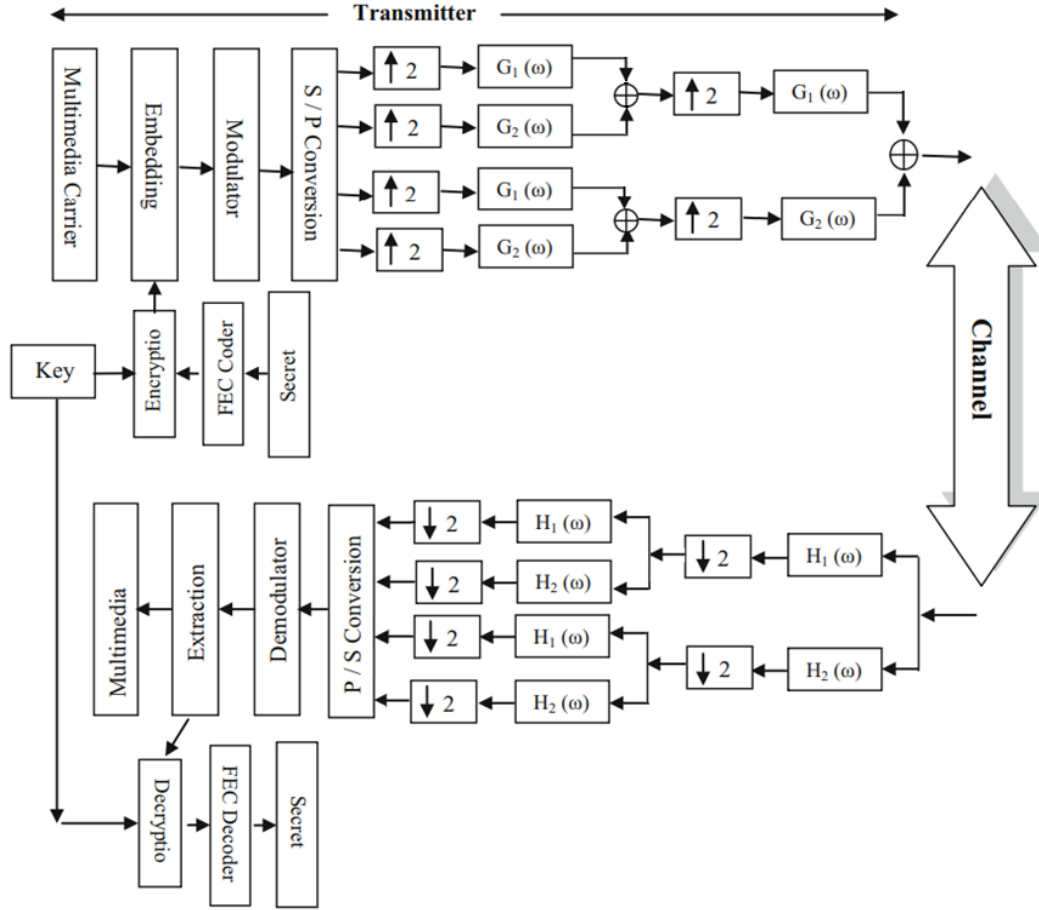 Transmitter
Multimedia Carrier
Embedding
Modulator
S / P Conversion
↑ 2
G₁ (ω)
↑ 2
G₂ (ω)
↑ 2
G₁ (ω)
↑ 2
G₂ (ω)
↑ 2
G₁ (ω)
↑ 2
G₂ (ω)
Channel
Key
Encryptio
FEC Coder
Secret
Multimedia
Extraction
Demodulator
P / S Conversion
↓ 2
H₁ (ω)
↓ 2
H₂ (ω)
↓ 2
H₁ (ω)
↓ 2
H₂ (ω)
↓ 2
H₁ (ω)
↓ 2
H₂ (ω)
Decryptio
FEC Decoder
Secret